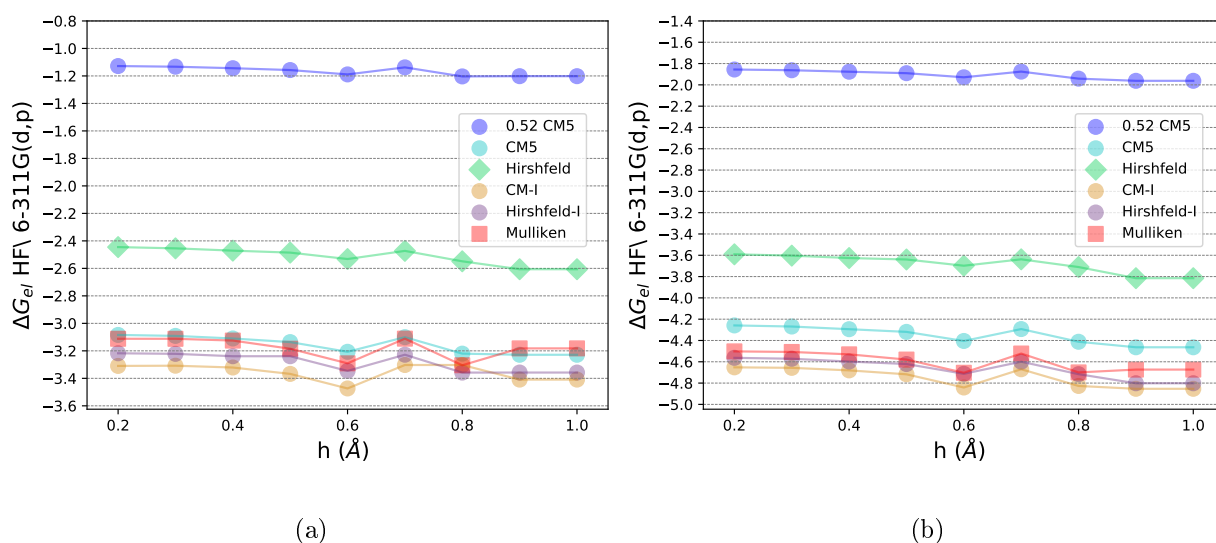 −0.8
−1.0
−1.2
−1.4
−1.6
−1.8
−2.0
−2.2
−2.4
−2.6
−2.8
−3.0
−3.2
−3.4
−3.6
ΔG_el HF\ 6-311G(d,p)
0.52 CM5
CM5
Hirshfeld
CM-I
Hirshfeld-I
Mulliken
0.2 0.4 0.6 0.8 1.0
h (Å)
(a)
−1.4
−1.6
−1.8
−2.0
−2.2
−2.4
−2.6
−2.8
−3.0
−3.2
−3.4
−3.6
−3.8
−4.0
−4.2
−4.4
−4.6
−4.8
−5.0
ΔG_el HF\ 6-311G(d,p)
0.52 CM5
CM5
Hirshfeld
CM-I
Hirshfeld-I
Mulliken
0.2 0.4 0.6 0.8 1.0
h (Å)
(b)